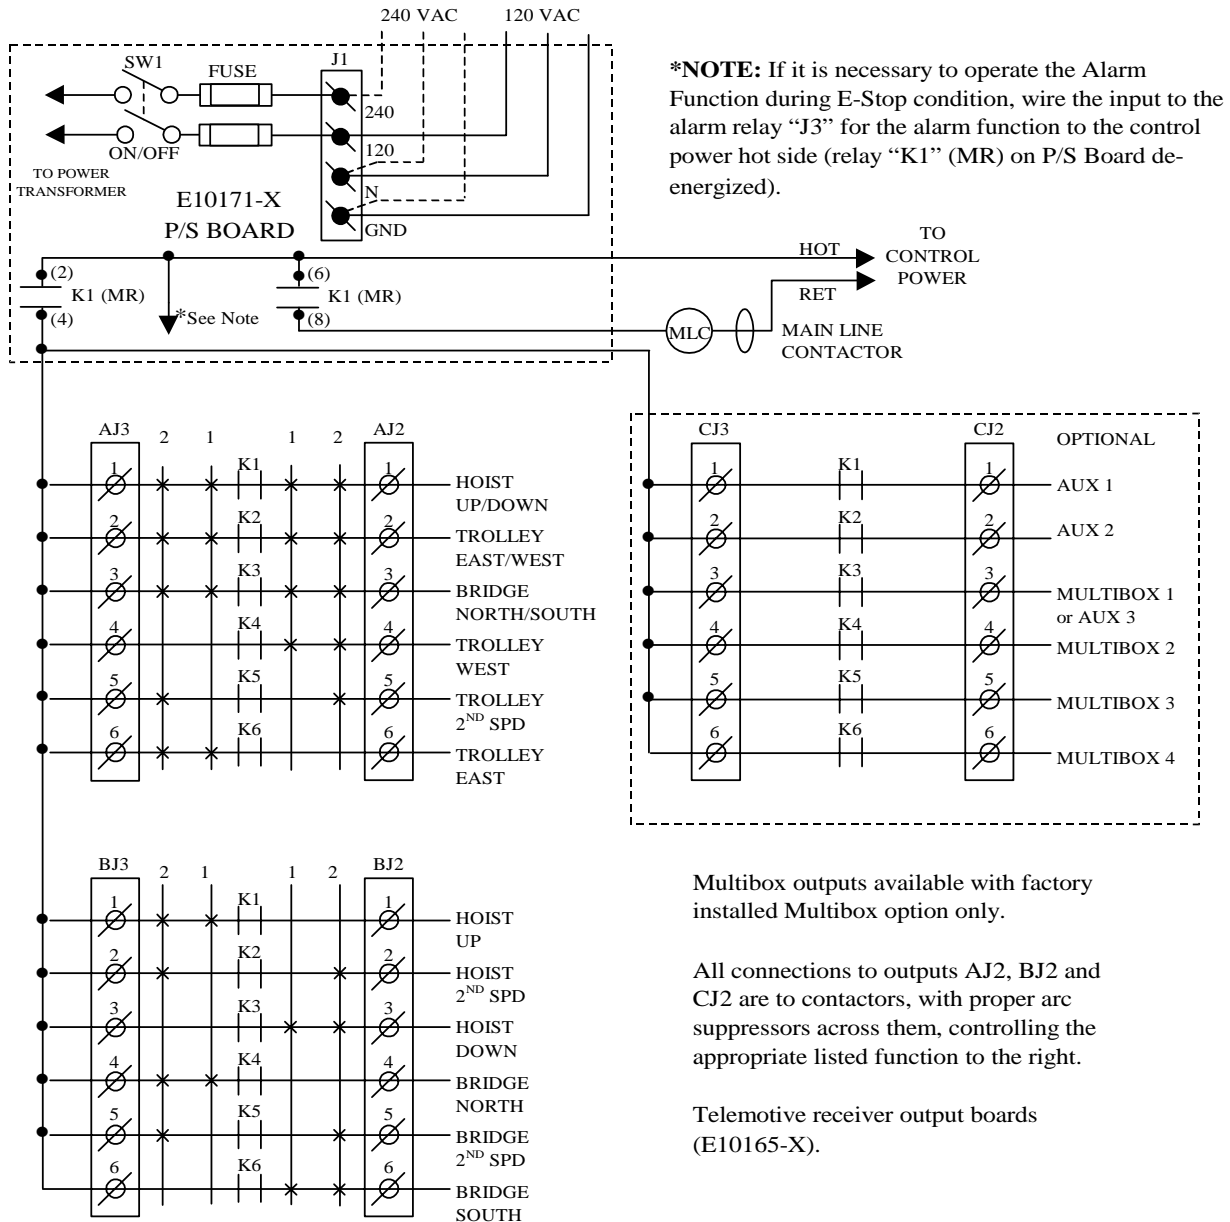 240 VAC 120 VAC
SW1 FUSE J1
240
120
ON/OFF
N
GND
TO POWER
TRANSFORMER
E10171-X
P/S BOARD
*NOTE: If it is necessary to operate the Alarm
Function during E-Stop condition, wire the input to the
alarm relay “J3” for the alarm function to the control
power hot side (relay “K1” (MR) on P/S Board de-
energized).
(2)
K1 (MR)
(4)
*See Note
(6)
K1 (MR)
(8)
HOT
RET
TO
CONTROL
POWER
MLC
MAIN LINE
CONTACTOR
AJ3 2 1 1 2 AJ2
1 K1 1 HOIST
UP/DOWN
2 K2 2 TROLLEY
EAST/WEST
3 K3 3 BRIDGE
NORTH/SOUTH
4 K4 4 TROLLEY
WEST
5 K5 5 TROLLEY
2ND SPD
6 K6 6 TROLLEY
EAST
CJ3 CJ2 OPTIONAL
1 K1 1 AUX 1
2 K2 2 AUX 2
3 K3 3 MULTIBOX 1
or AUX 3
4 K4 4 MULTIBOX 2
5 K5 5 MULTIBOX 3
6 K6 6 MULTIBOX 4
BJ3 2 1 1 2 BJ2
1 K1 1 HOIST
UP
2 K2 2 HOIST
2ND SPD
3 K3 3 HOIST
DOWN
4 K4 4 BRIDGE
NORTH
5 K5 5 BRIDGE
2ND SPD
6 K6 6 BRIDGE
SOUTH
Multibox outputs available with factory
installed Multibox option only.
All connections to outputs AJ2, BJ2 and
CJ2 are to contactors, with proper arc
suppressors across them, controlling the
appropriate listed function to the right.
Telemotive receiver output boards
(E10165-X).